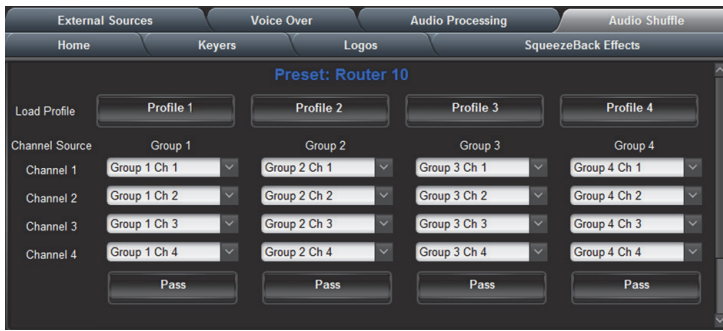 External Sources Voice Over Audio Processing Audio Shuffle
Home Keyers Logos SqueezeBack Effects
Preset: Router 10
Load Profile Profile 1 Profile 2 Profile 3 Profile 4
Channel Source Group 1 Group 2 Group 3 Group 4
Channel 1 Group 1 Ch 1 Group 2 Ch 1 Group 3 Ch 1 Group 4 Ch 1
Channel 2 Group 1 Ch 2 Group 2 Ch 2 Group 3 Ch 2 Group 4 Ch 2
Channel 3 Group 1 Ch 3 Group 2 Ch 3 Group 3 Ch 3 Group 4 Ch 3
Channel 4 Group 1 Ch 4 Group 2 Ch 4 Group 3 Ch 4 Group 4 Ch 4
Pass Pass Pass Pass